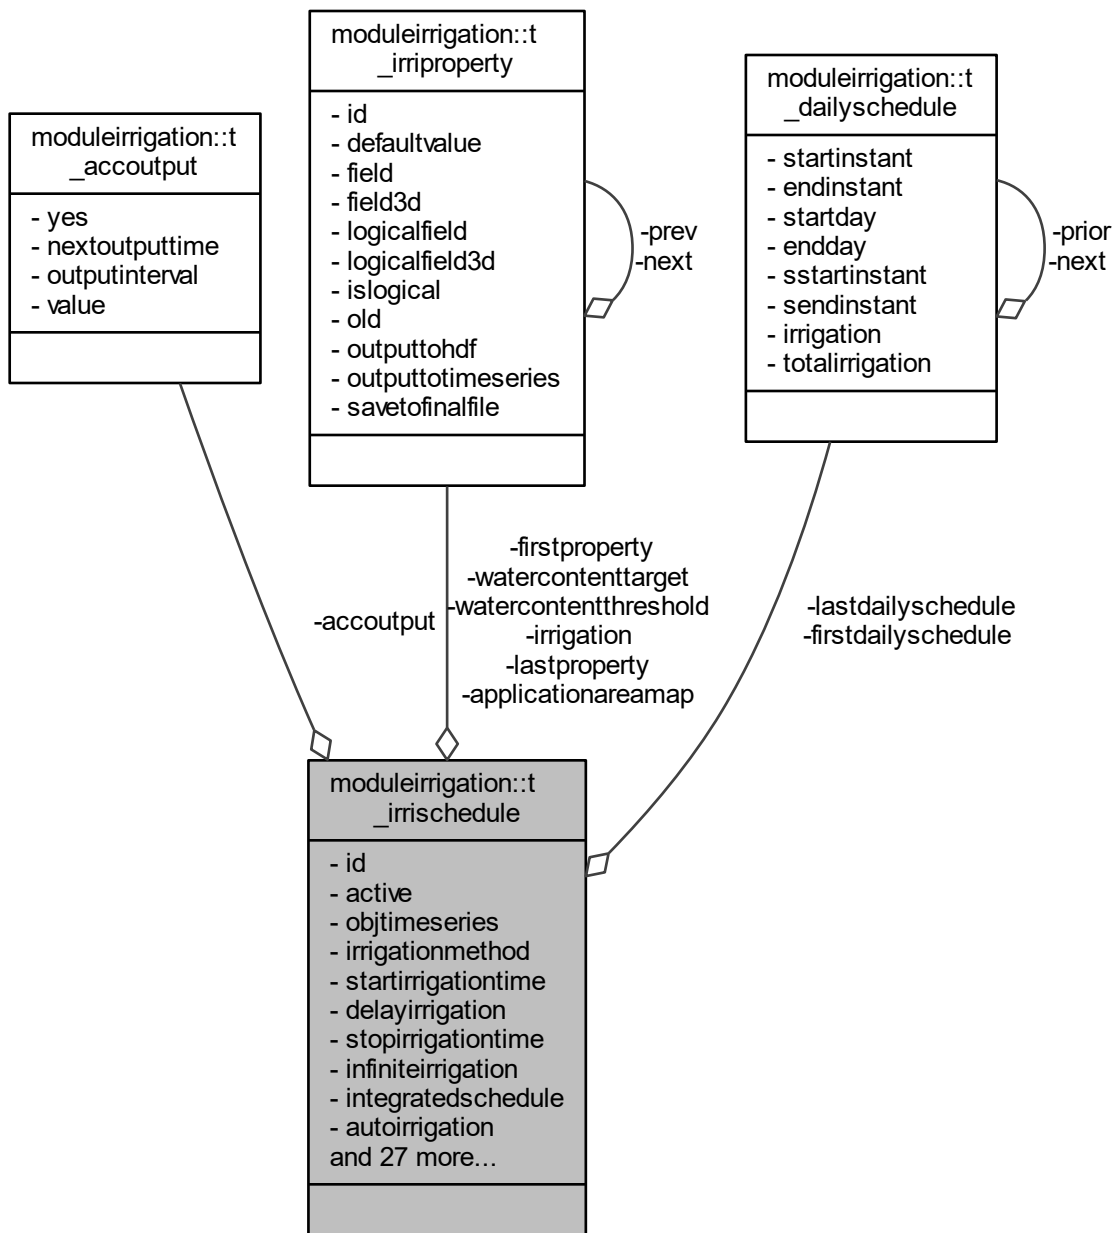 moduleirrigation::t
_irriproperty
- id
- defaultvalue
- field
- field3d
- logicalfield
- logicalfield3d
- islogical
- old
- outputtohdf
- outputtotimeseries
- savetofinalfile
moduleirrigation::t
_dailyschedule
- startinstant
- endinstant
- startday
- endday
- sstartinstant
- sendinstant
- irrigation
- totalirrigation
moduleirrigation::t
_accoutput
- yes
- nextoutputtime
- outputinterval
- value
-prev
-next
-prior
-next
-accoutput
-firstproperty
-watercontenttarget
-watercontentthreshold
-irrigation
-lastproperty
-applicationareamap
-lastdailyschedule
-firstdailyschedule
moduleirrigation::t
_irrischedule
- id
- active
- objtimeseries
- irrigationmethod
- startirrigationtime
- delayirrigation
- stopirrigationtime
- infiniteirrigation
- integratedschedule
- autoirrigation
and 27 more...